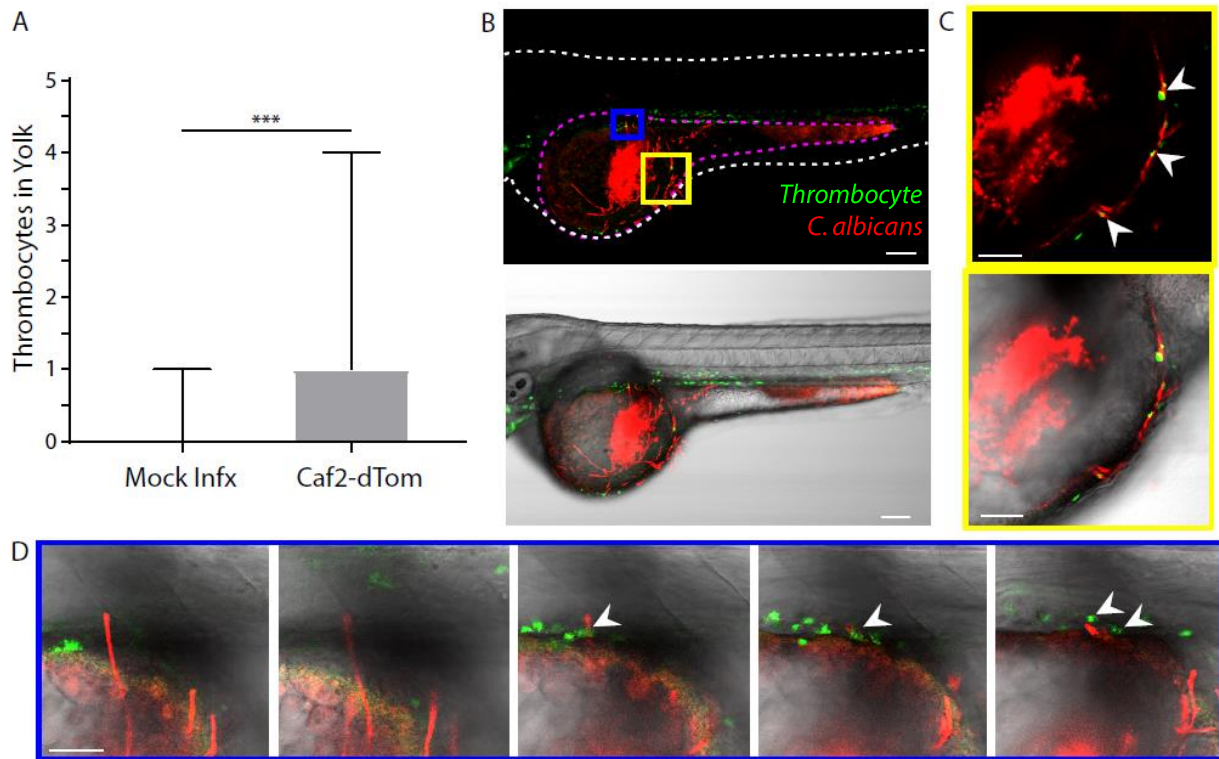 A
5
4
3
2
1
0
Thrombocytes in Yolk
***
Mock Infx
Caf2-dTom
B
Thrombocyte
C. albicans
C
D